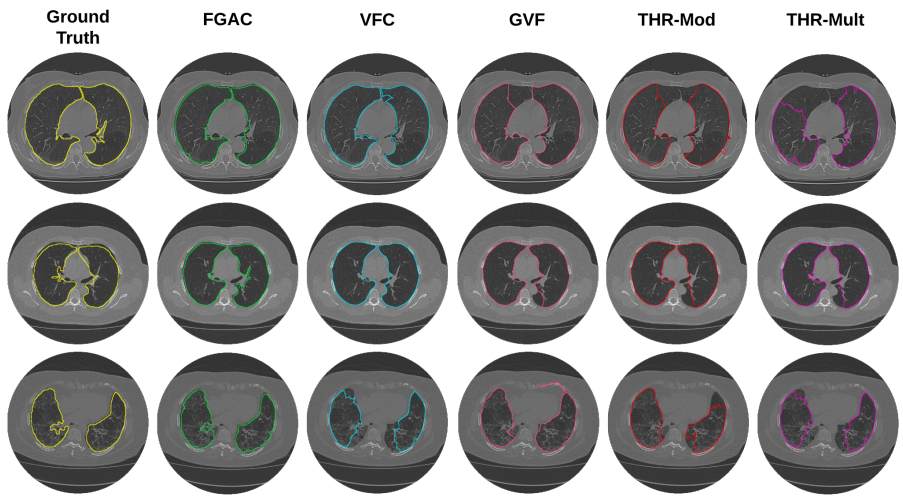 Ground
Truth
FGAC
VFC
GVF
THR-Mod
THR-Mult